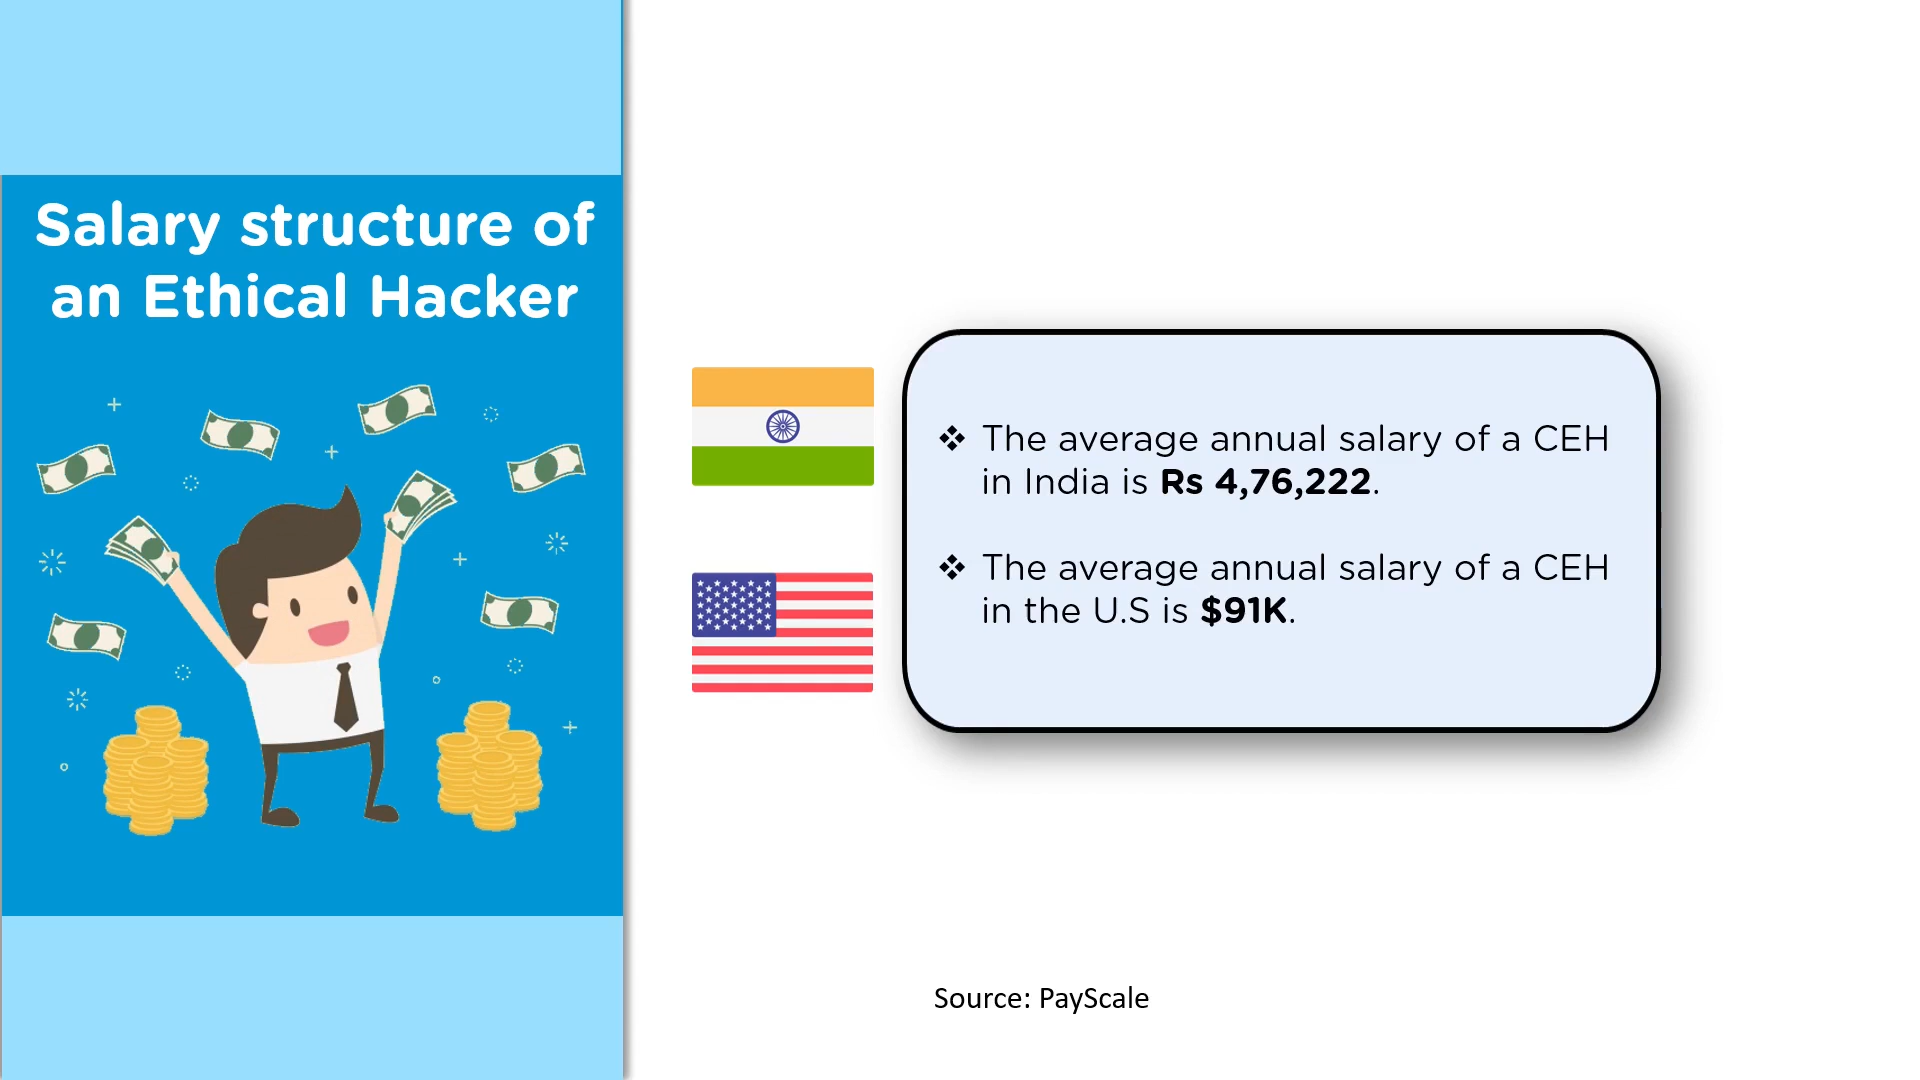 Salary structure of
an Ethical Hacker
❖ The average annual salary of a CEH
in India is Rs 4,76,222.
❖ The average annual salary of a CEH
in the U.S is $91K.
Source: PayScale